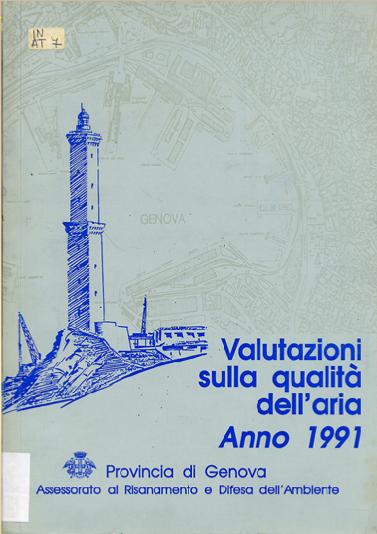 IN
AT 7
GENOVA
Valutazioni
sulla qualità
dell'aria
Anno 1991
Provincia di Genova
Assessorato al Risanamento e Difesa dell'Ambiente